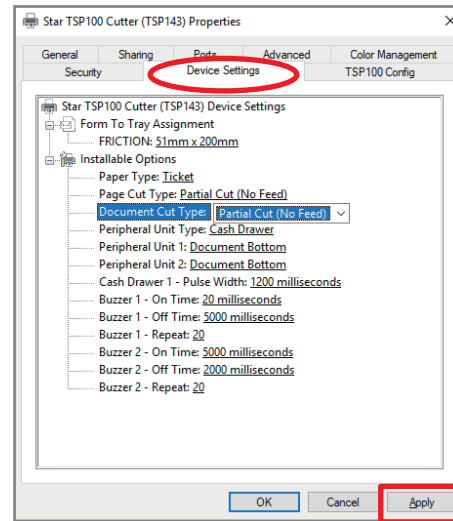 Star TSP100 Cutter (TSP143) Properties
General Sharing Ports Advanced Color Management
Security Device Settings TSP100 Config
Star TSP100 Cutter (TSP143) Device Settings
Form To Tray Assignment
FRICTION: 51mm x 200mm
Installable Options
Paper Type: Ticket
Page Cut Type: Partial Cut (No Feed)
Document Cut Type: Partial Cut (No Feed)
Peripheral Unit Type: Cash Drawer
Peripheral Unit 1: Document Bottom
Peripheral Unit 2: Document Bottom
Cash Drawer 1 - Pulse Width: 1200 milliseconds
Buzzer 1 - On Time: 20 milliseconds
Buzzer 1 - Off Time: 5000 milliseconds
Buzzer 1 - Repeat: 20
Buzzer 2 - On Time: 5000 milliseconds
Buzzer 2 - Off Time: 2000 milliseconds
Buzzer 2 - Repeat: 20
OK Cancel Apply